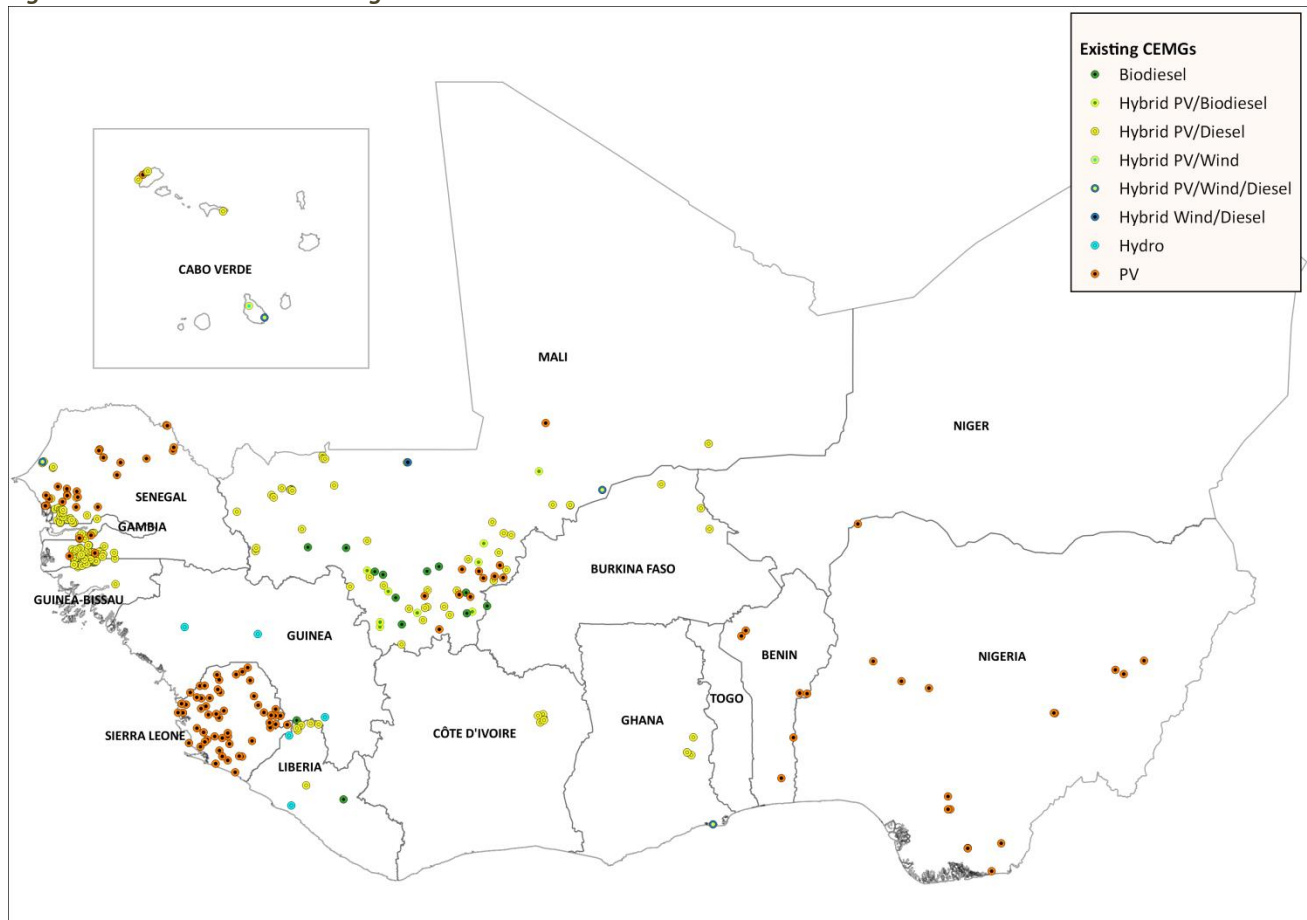 Existing CEMGs
Biodiesel
Hybrid PV/Biodiesel
Hybrid PV/Diesel
Hybrid PV/Wind
Hybrid PV/Wind/Diesel
Hybrid Wind/Diesel
Hydro
PV
CABO VERDE
MALI
NIGER
SENEGAL
GAMBIA
BURKINA FASO
GUINEA-BISSAU
GUINEA
BENIN
NIGERIA
TOGO
GHANA
CÔTE D'IVOIRE
SIERRA LEONE
LIBERIA